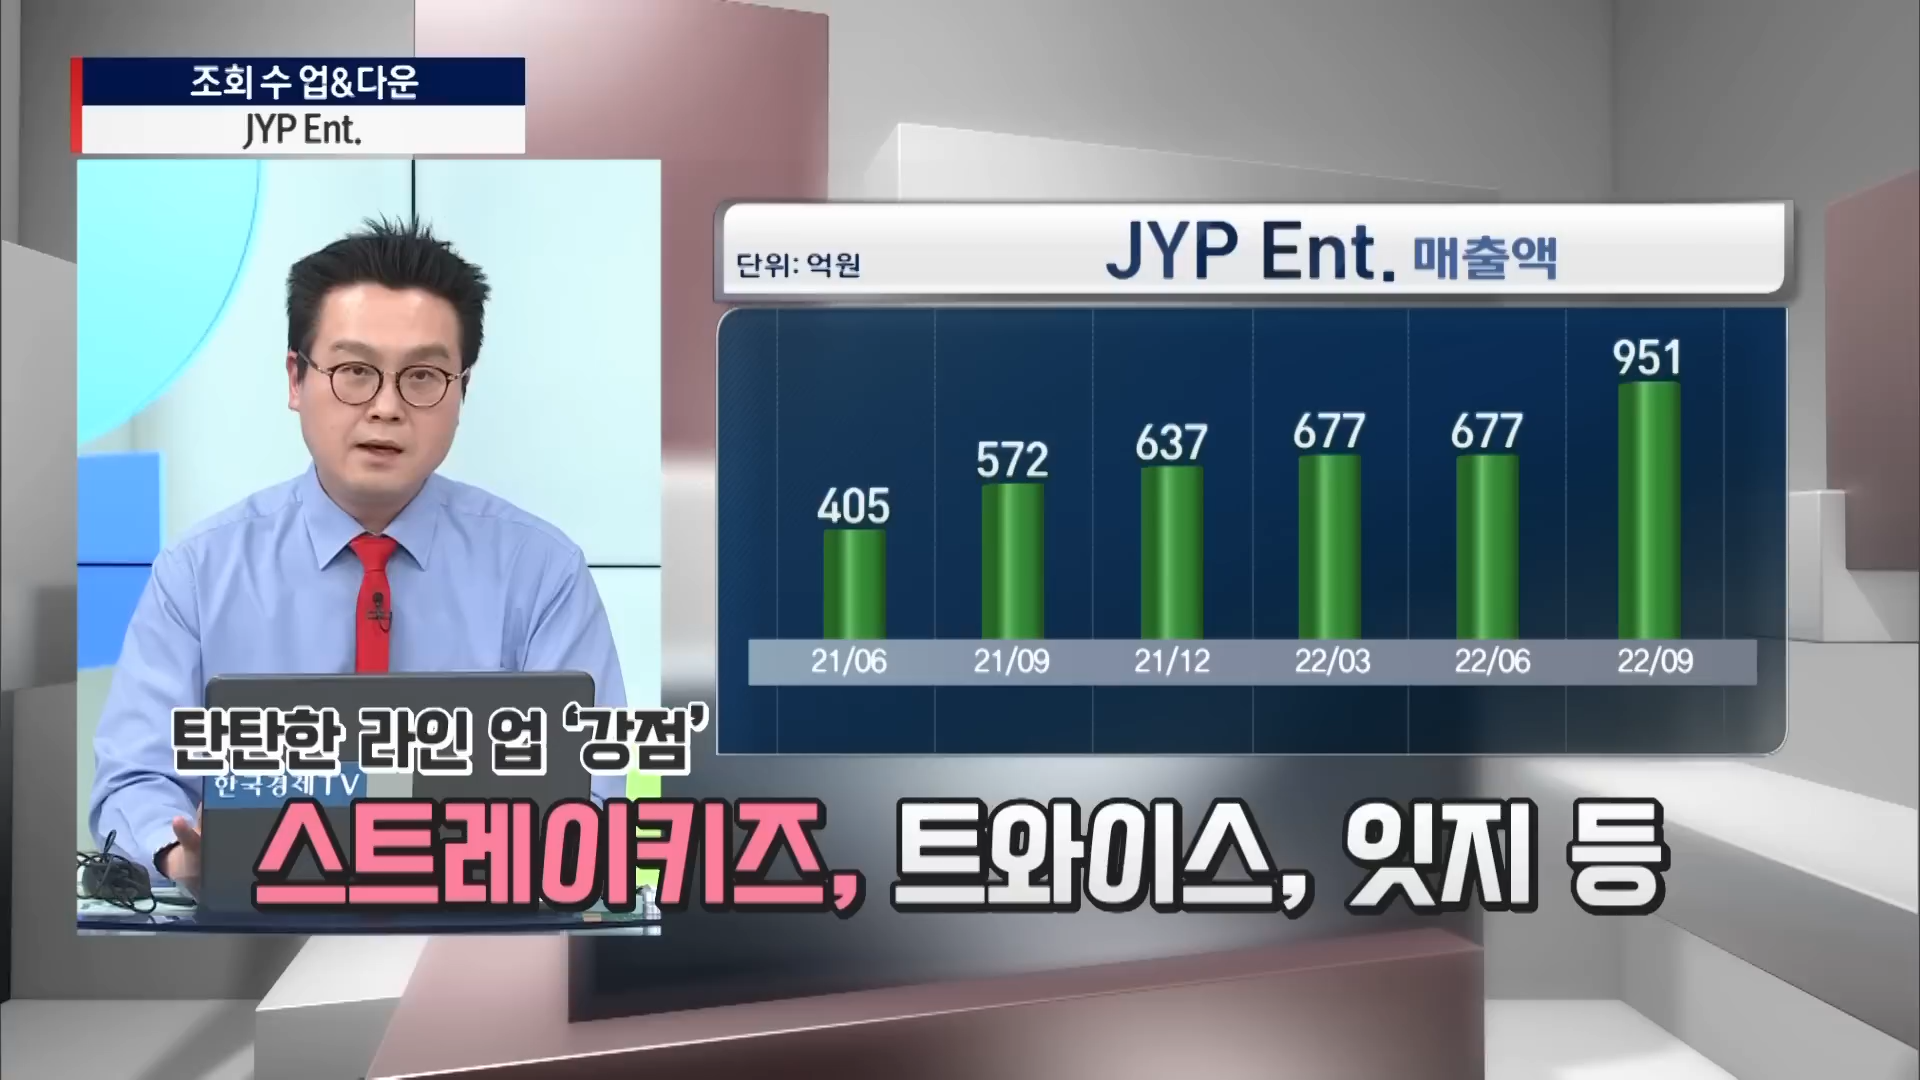 조회 수 업&다운
JYP Ent.
단위: 억원
JYP Ent. 매출액
405
572
637
677
677
951
21/06
21/09
21/12
22/03
22/06
22/09
탄탄한 라인 업 ‘강점’
한국경제TV
스트레이키즈, 트와이스, 잇지 등